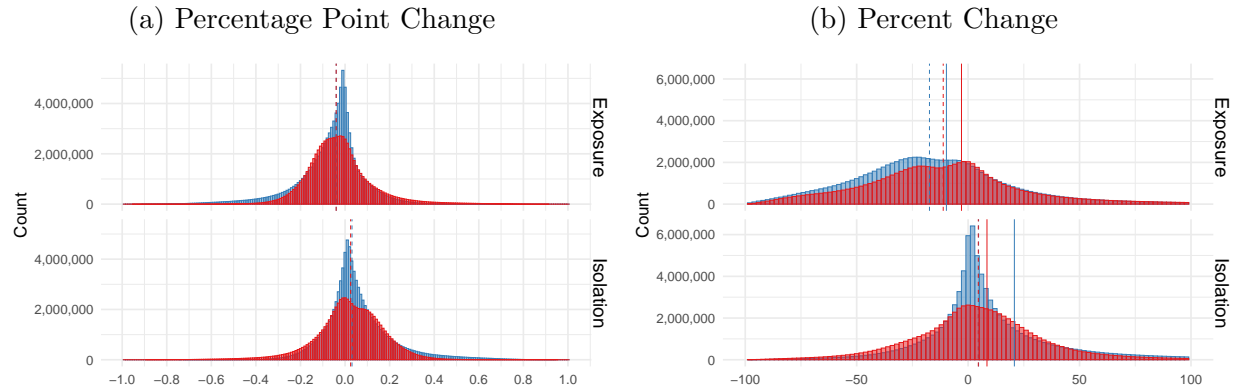 (a) Percentage Point Change
(b) Percent Change
Count
4,000,000
2,000,000
0
Exposure
4,000,000
2,000,000
0
Isolation
−1.0 −0.8 −0.6 −0.4 −0.2 0.0 0.2 0.4 0.6 0.8 1.0
Count
6,000,000
4,000,000
2,000,000
0
Exposure
6,000,000
4,000,000
2,000,000
0
Isolation
−100 −50 0 50 100